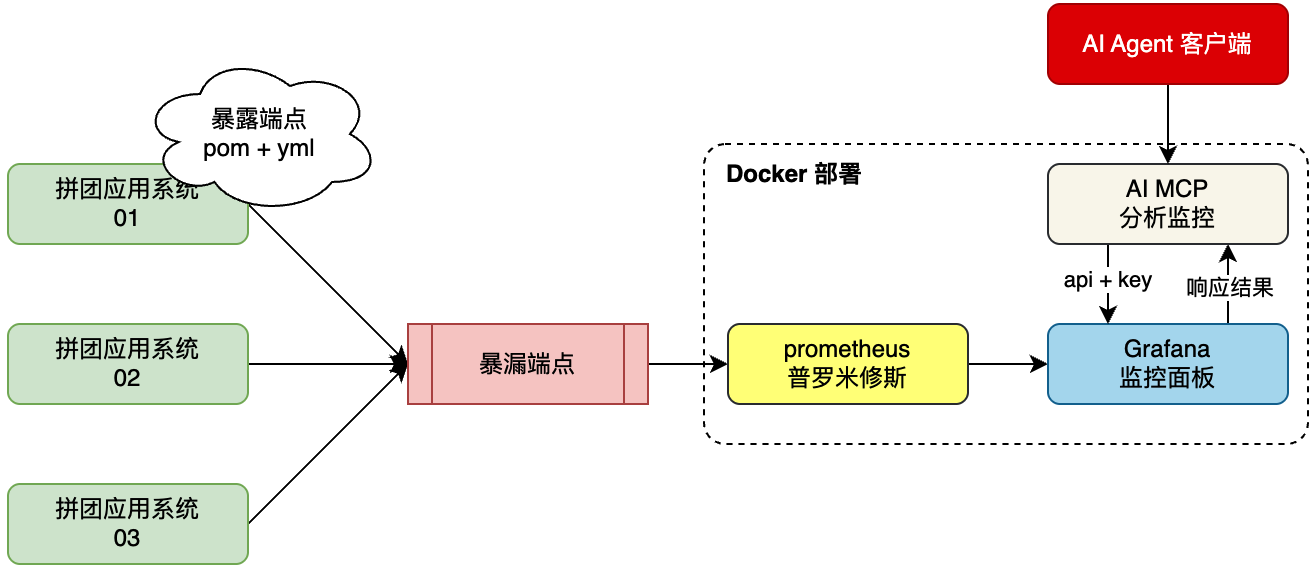 AI Agent 客户端
暴露端点
pom + yml
拼团应用系统
01
Docker 部署
AI MCP
分析监控
api + key
响应结果
拼团应用系统
02
暴漏端点
prometheus
普罗米修斯
Grafana
监控面板
拼团应用系统
03